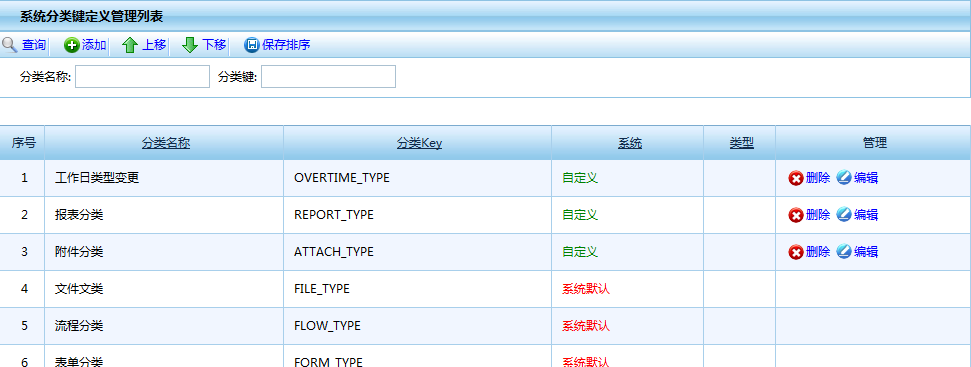 系统分类键定义管理列表
查询 添加 上移 下移 保存排序
分类名称: 分类键:
序号 分类名称 分类Key 系统 类型 管理
1 工作日类型变更 OVERTIME_TYPE 自定义 删除 编辑
2 报表分类 REPORT_TYPE 自定义 删除 编辑
3 附件分类 ATTACH_TYPE 自定义 删除 编辑
4 文件文类 FILE_TYPE 系统默认
5 流程分类 FLOW_TYPE 系统默认
6 表单分类 FORM_TYPE 系统默认